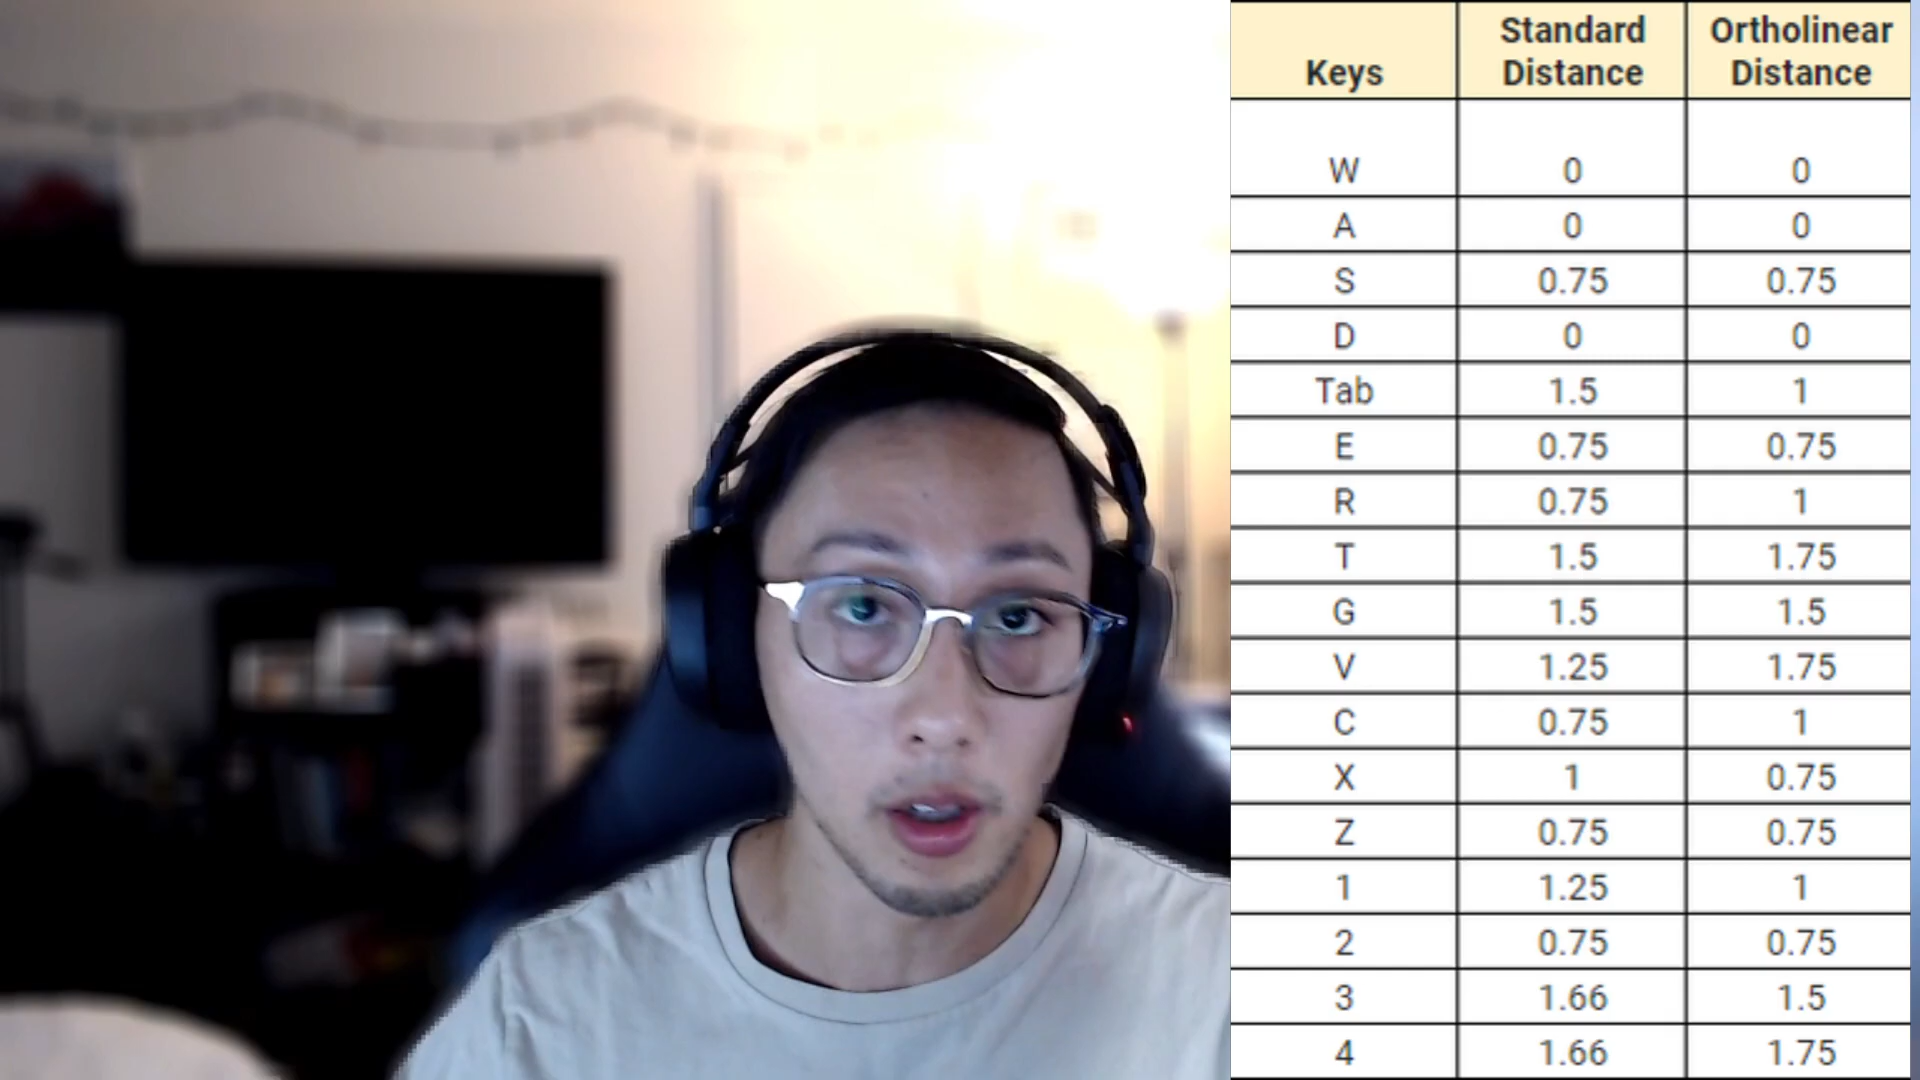 Keys Standard Distance Ortholinear Distance
W 0 0
A 0 0
S 0.75 0.75
D 0 0
Tab 1.5 1
E 0.75 0.75
R 0.75 1
T 1.5 1.75
G 1.5 1.5
V 1.25 1.75
C 0.75 1
X 1 0.75
Z 0.75 0.75
1 1.25 1
2 0.75 0.75
3 1.66 1.5
4 1.66 1.75